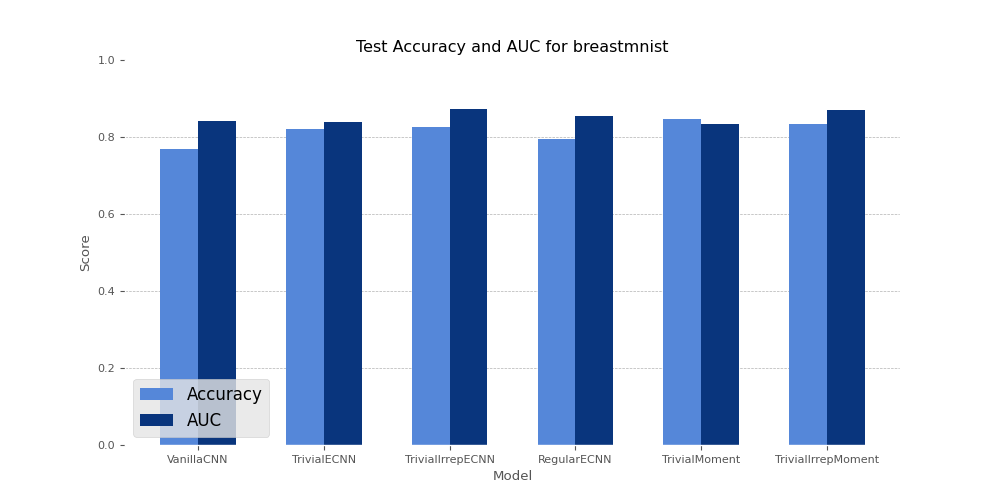 Test Accuracy and AUC for breastmnist
1.0
0.8
0.6
0.4
0.2
0.0
Score
Accuracy
AUC
VanillaCNN
TrivialECNN
TrivialIrrepECNN
RegularECNN
TrivialMoment
TrivialIrrepMoment
Model